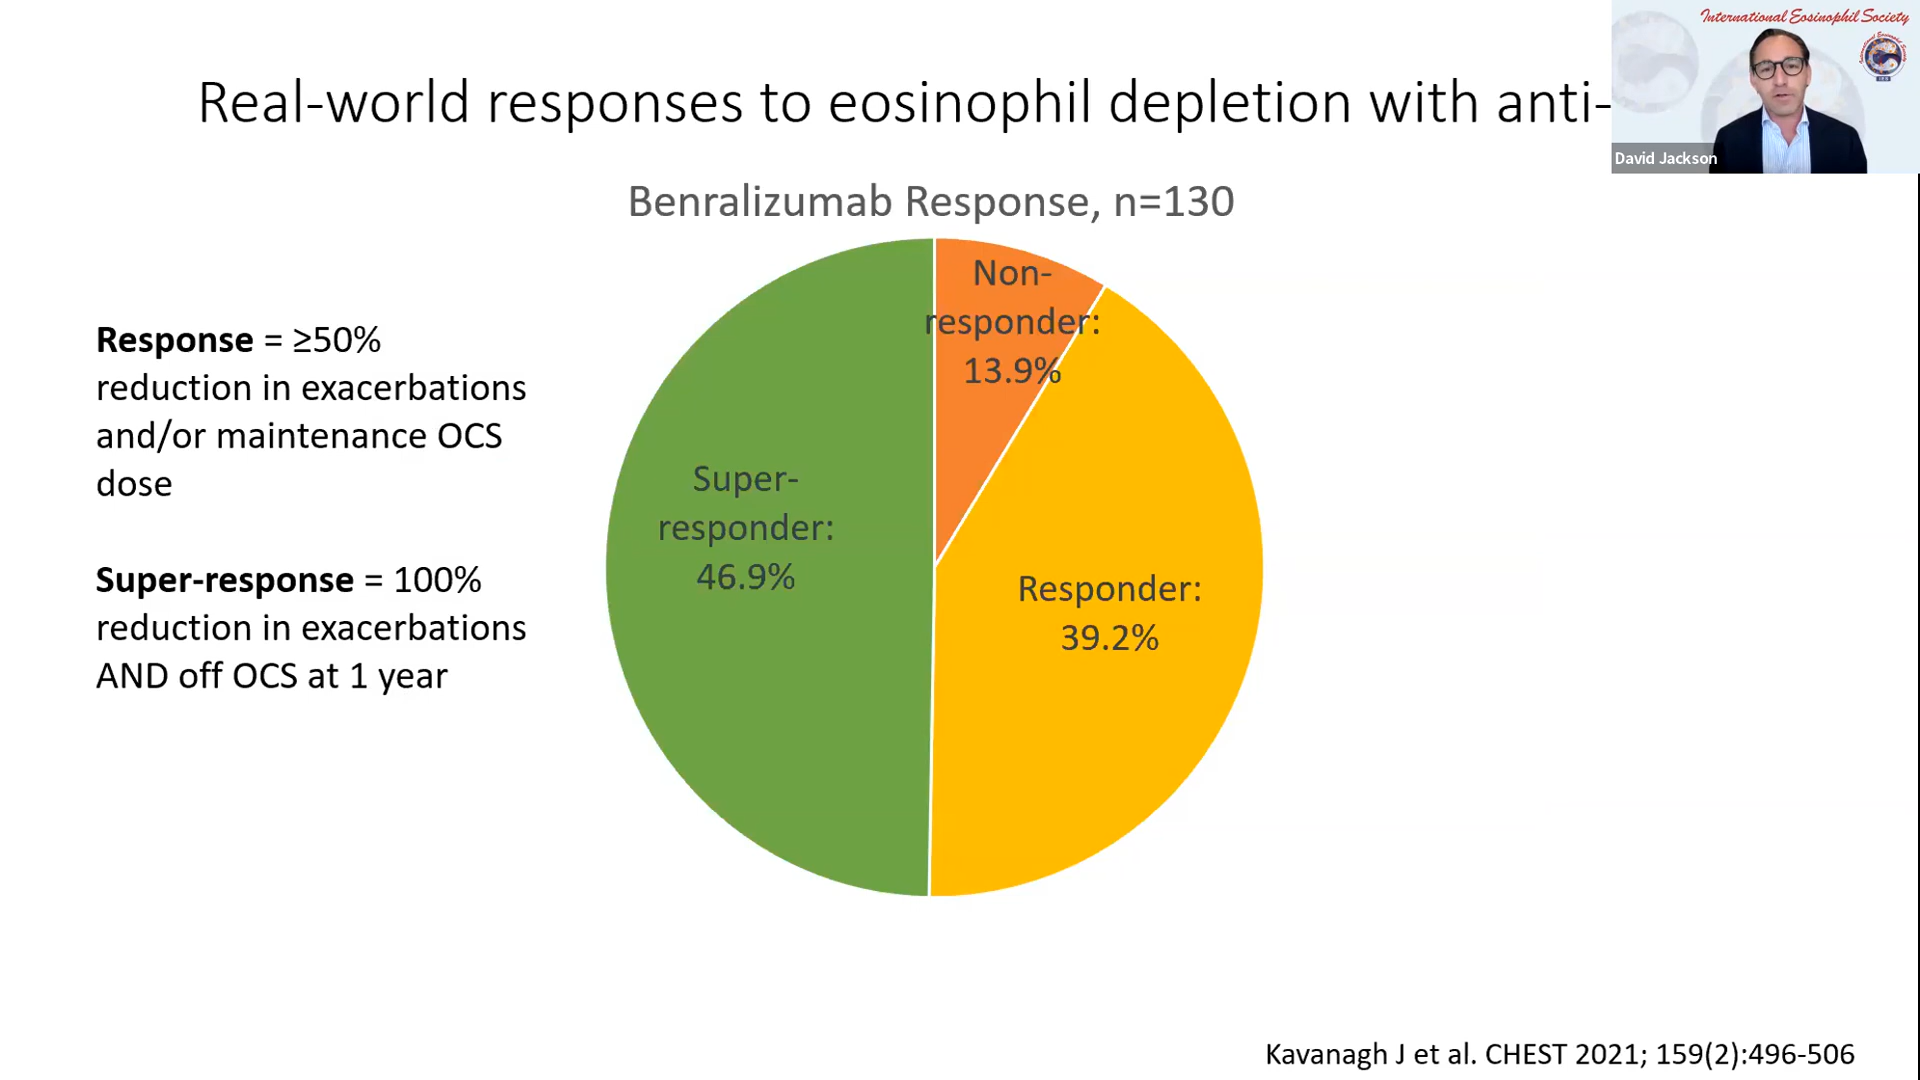 International Eosinophil Society
Real-world responses to eosinophil depletion with anti-
David Jackson
Benralizumab Response, n=130
Non-
responder:
13.9%
Response = ≥50%
reduction in exacerbations
and/or maintenance OCS
dose
Super-
responder:
46.9%
Responder:
39.2%
Super-response = 100%
reduction in exacerbations
AND off OCS at 1 year
Kavanagh J et al. CHEST 2021; 159(2):496-506